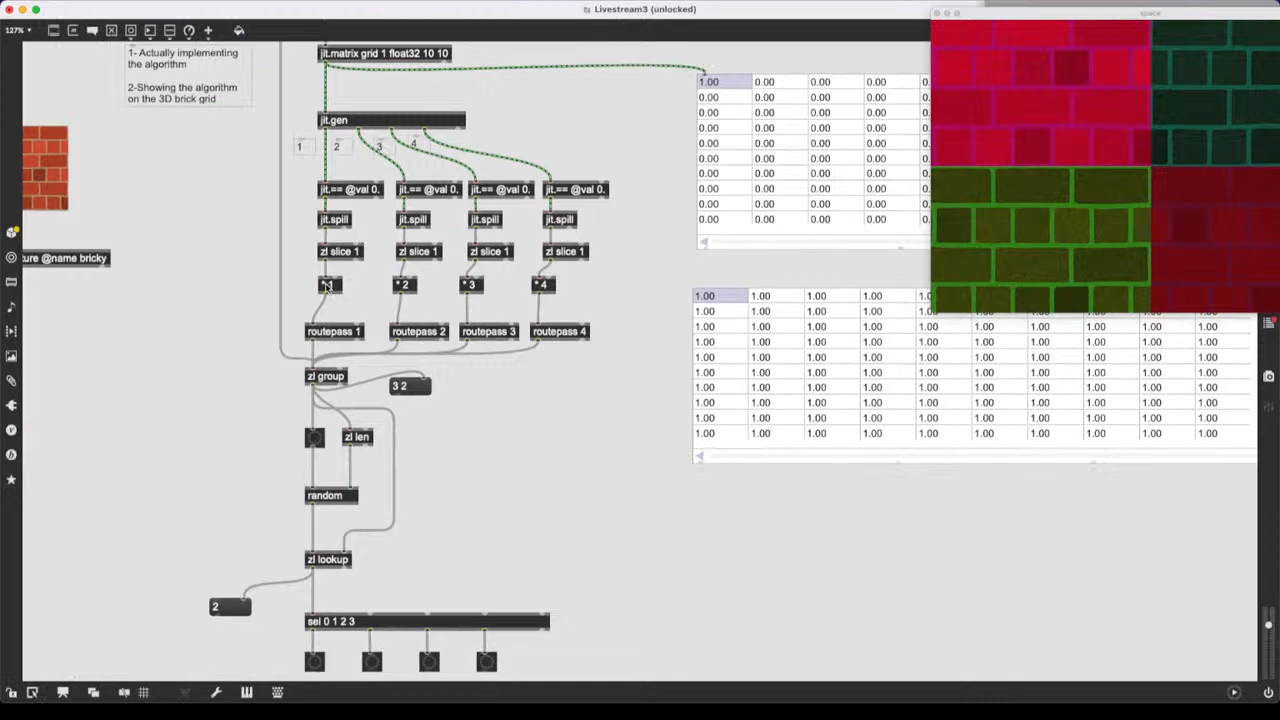 Livestream3 (unlocked)
127%
space
1- Actually implementing
the algorithm
2-Showing the algorithm
on the 3D brick grid
jit.matrix grid 1 float32 10 10
jit.gen
1 2 3 4
jit.== @val 0. jit.== @val 0. jit.== @val 0. jit.== @val 0.
jit.spill jit.spill jit.spill jit.spill
zl slice 1 zl slice 1 zl slice 1 zl slice 1
ture @name bricky
* 1 * 2 * 3 * 4
routepass 1 routepass 2 routepass 3 routepass 4
zl group
3 2
zl len
random
zl lookup
2
sel 0 1 2 3
1.00 0.00 0.00 0.00 0.
0.00 0.00 0.00 0.00 0.
0.00 0.00 0.00 0.00 0.
0.00 0.00 0.00 0.00 0.
0.00 0.00 0.00 0.00 0.
0.00 0.00 0.00 0.00 0.
0.00 0.00 0.00 0.00 0.
0.00 0.00 0.00 0.00 0.
0.00 0.00 0.00 0.00 0.
0.00 0.00 0.00 0.00 0.
1.00 1.00 1.00 1.00
1.00 1.00 1.00 1.00 1.00 1.00 1.00 1.00 1.00 1.00
1.00 1.00 1.00 1.00 1.00 1.00 1.00 1.00 1.00 1.00
1.00 1.00 1.00 1.00 1.00 1.00 1.00 1.00 1.00 1.00
1.00 1.00 1.00 1.00 1.00 1.00 1.00 1.00 1.00 1.00
1.00 1.00 1.00 1.00 1.00 1.00 1.00 1.00 1.00 1.00
1.00 1.00 1.00 1.00 1.00 1.00 1.00 1.00 1.00 1.00
1.00 1.00 1.00 1.00 1.00 1.00 1.00 1.00 1.00 1.00
1.00 1.00 1.00 1.00 1.00 1.00 1.00 1.00 1.00 1.00
1.00 1.00 1.00 1.00 1.00 1.00 1.00 1.00 1.00 1.00